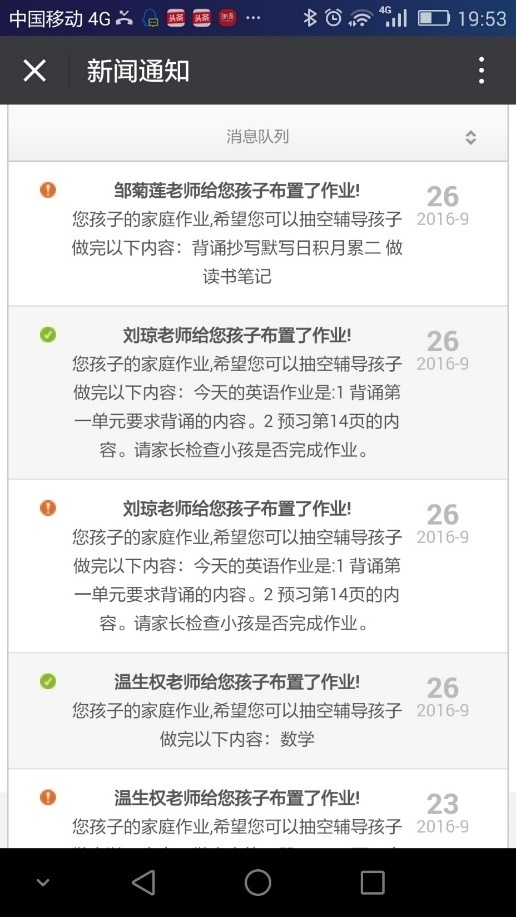 中国移动 4G 头条 头条 ··· 4G 19:53
新闻通知
消息队列
邹菊莲老师给您孩子布置了作业!
26
2016-9
您孩子的家庭作业,希望您可以抽空辅导孩子
做完以下内容：背诵抄写默写日积月累二 做
读书笔记
刘琼老师给您孩子布置了作业!
26
2016-9
您孩子的家庭作业,希望您可以抽空辅导孩子
做完以下内容：今天的英语作业是:1 背诵第
一单元要求背诵的内容。2 预习第14页的内
容。请家长检查小孩是否完成作业。
刘琼老师给您孩子布置了作业!
26
2016-9
您孩子的家庭作业,希望您可以抽空辅导孩子
做完以下内容：今天的英语作业是:1 背诵第
一单元要求背诵的内容。2 预习第14页的内
容。请家长检查小孩是否完成作业。
温生权老师给您孩子布置了作业!
26
2016-9
您孩子的家庭作业,希望您可以抽空辅导孩子
做完以下内容：数学
温生权老师给您孩子布置了作业!
23
2016-9
您孩子的家庭作业,希望您可以抽空辅导孩子